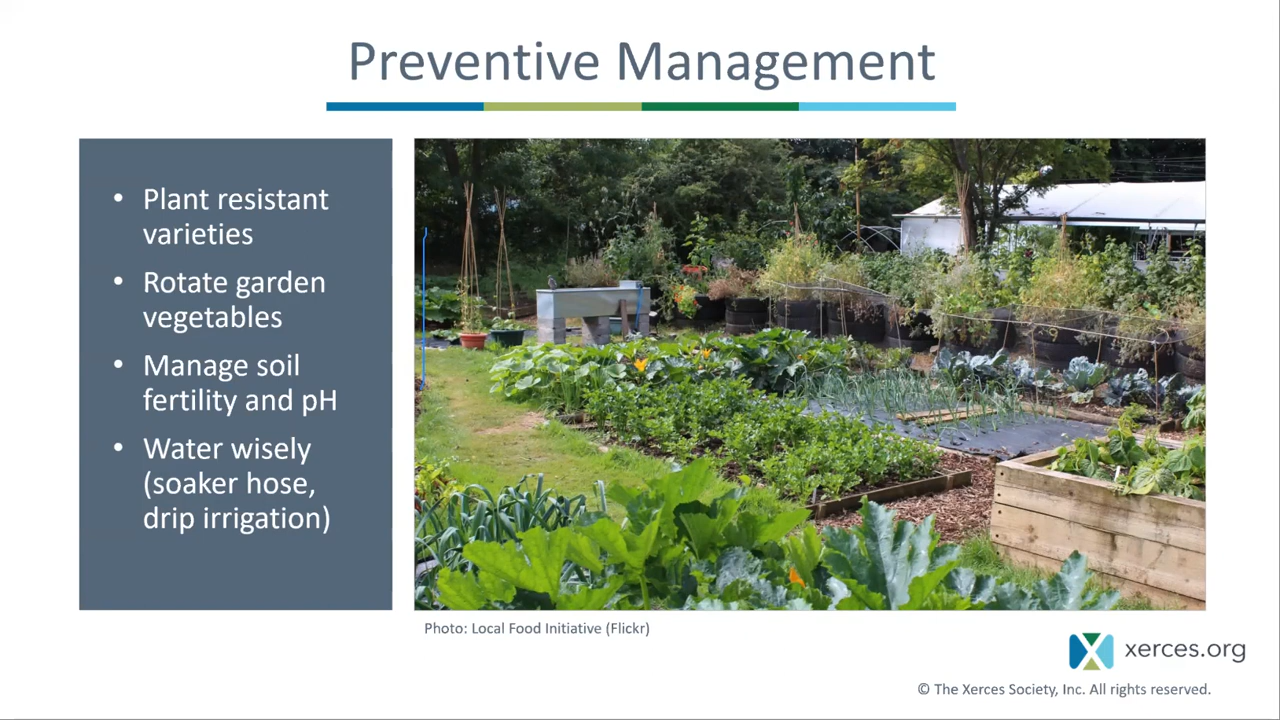 Preventive Management
• Plant resistant
varieties
• Rotate garden
vegetables
• Manage soil
fertility and pH
• Water wisely
(soaker hose,
drip irrigation)
Photo: Local Food Initiative (Flickr)
xerces.org
© The Xerces Society, Inc. All rights reserved.